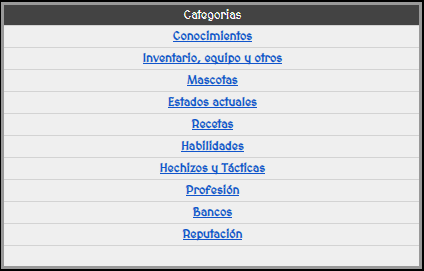 Categorías
Conocimientos
Inventario, equipo y otros
Mascotas
Estados actuales
Recetas
Habilidades
Hechizos y Tácticas
Profesión
Bancos
Reputación